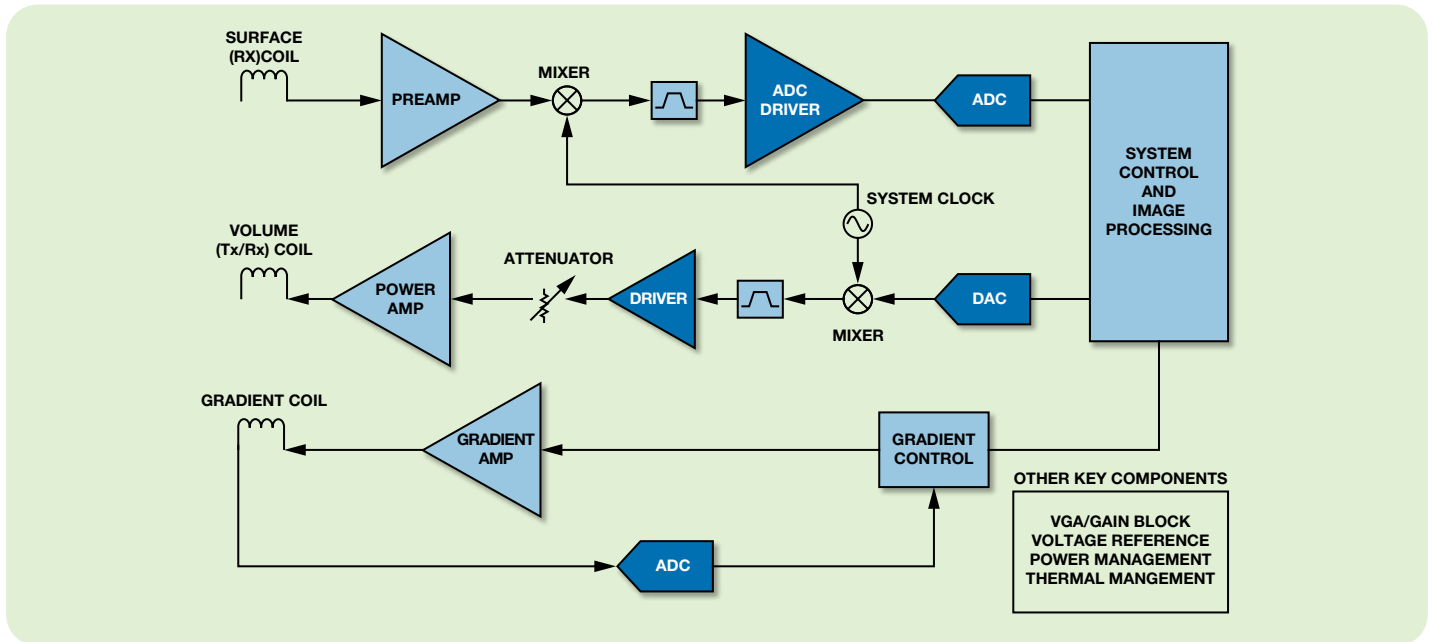 SURFACE
(RX)COIL
PREAMP
MIXER
ADC
DRIVER
ADC
SYSTEM
CONTROL
AND
IMAGE
PROCESSING
SYSTEM CLOCK
VOLUME
(Tx/Rx) COIL
POWER
AMP
ATTENUATOR
DRIVER
MIXER
DAC
GRADIENT COIL
GRADIENT
AMP
GRADIENT
CONTROL
ADC
OTHER KEY COMPONENTS
VGA/GAIN BLOCK
VOLTAGE REFERENCE
POWER MANAGEMENT
THERMAL MANGEMENT